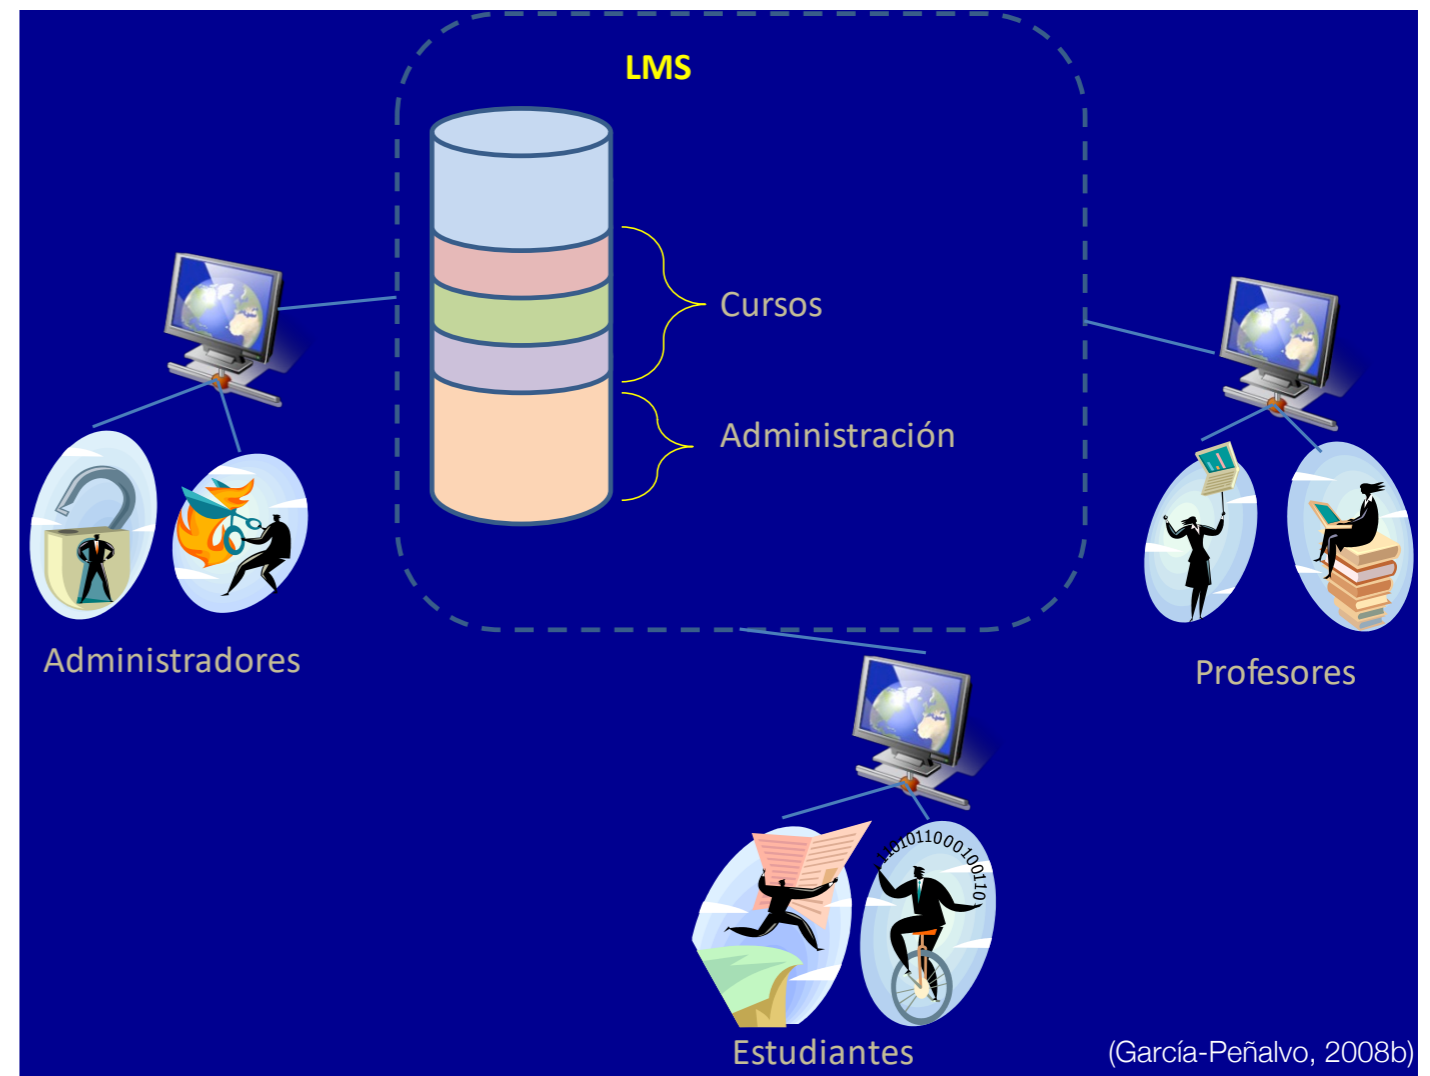 LMS
Cursos
Administración
Administradores
Profesores
Estudiantes
(García-Peñalvo, 2008b)